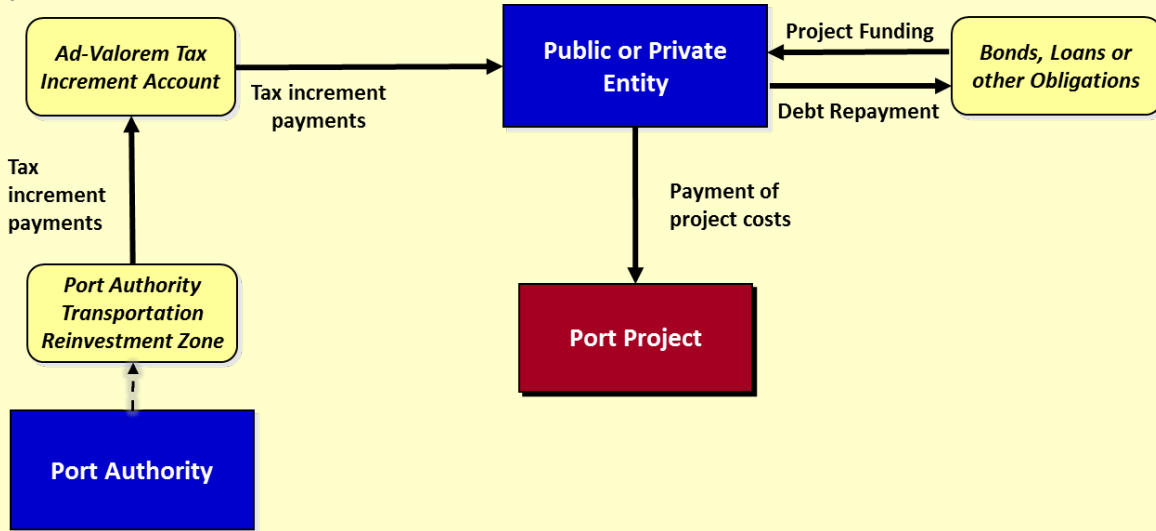 Ad-Valorem Tax
Increment Account
Tax increment
payments
Public or Private
Entity
Project Funding
Bonds, Loans or
other Obligations
Debt Repayment
Tax
increment
payments
Payment of
project costs
Port Authority
Transportation
Reinvestment Zone
Port Project
Port Authority